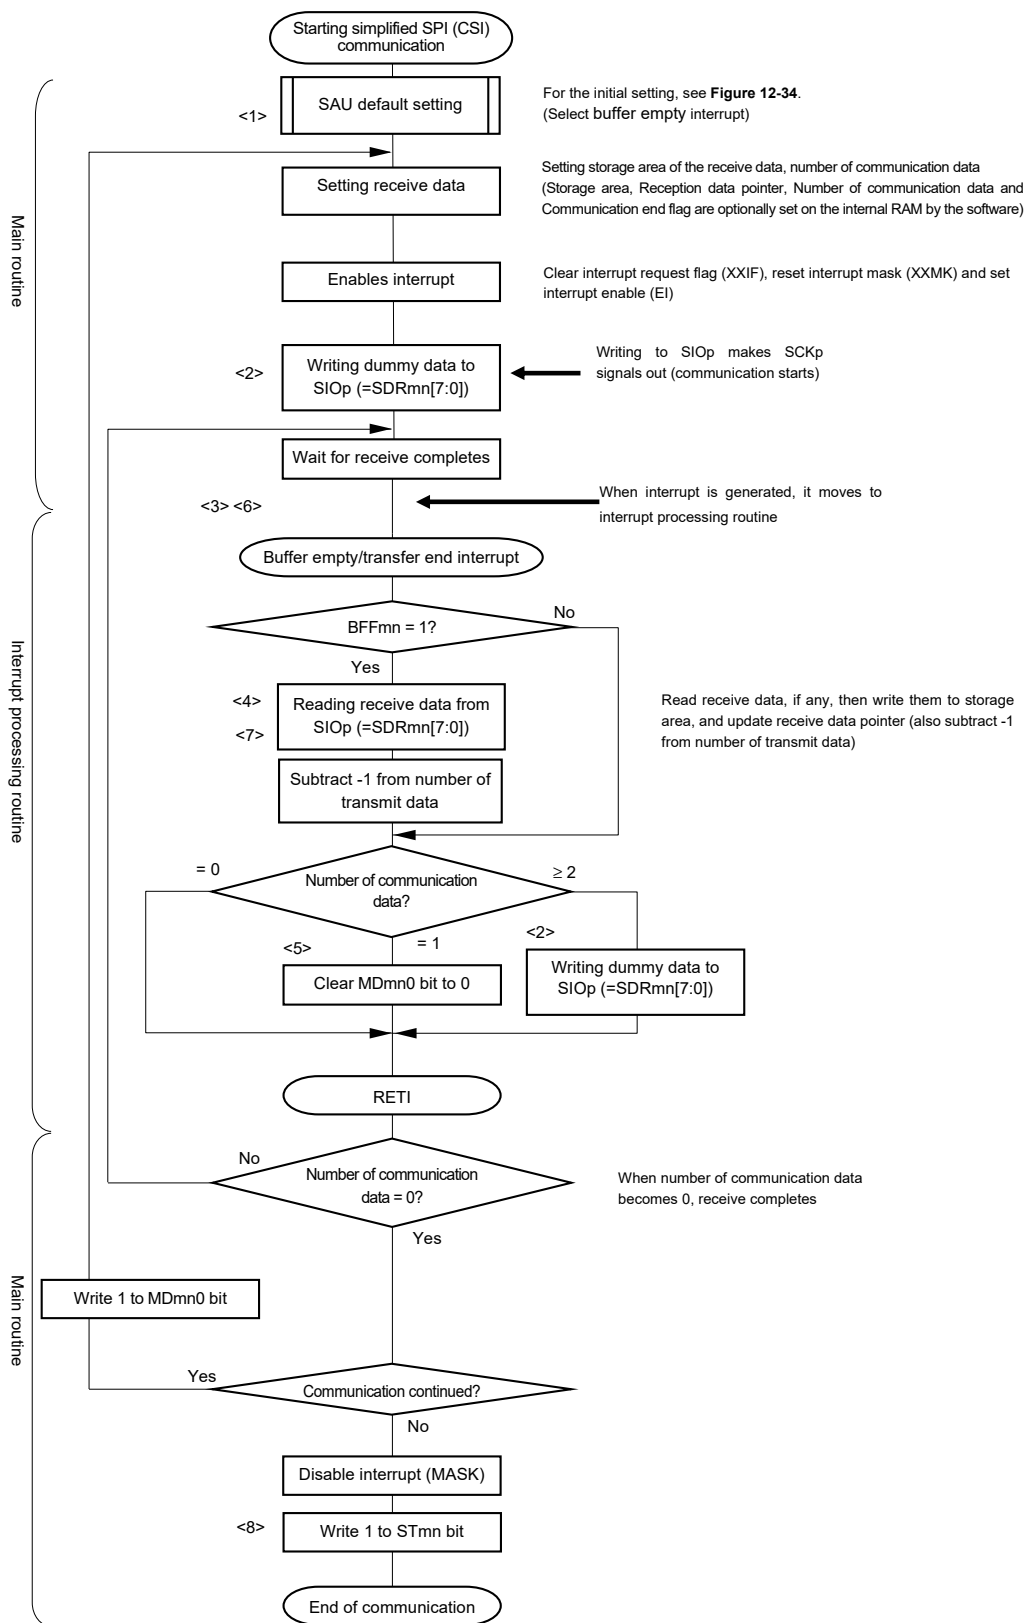 Starting simplified SPI (CSI)
communication
SAU default setting
<1>
For the initial setting, see Figure 12-34.
(Select buffer empty interrupt)
Setting receive data
Setting storage area of the receive data, number of communication data
(Storage area, Reception data pointer, Number of communication data and
Communication end flag are optionally set on the internal RAM by the software)
Main routine
Enables interrupt
Clear interrupt request flag (XXIF), reset interrupt mask (XXMK) and set
interrupt enable (EI)
<2>
Writing dummy data to
SIOp (=SDRmn[7:0])
Writing to SIOp makes SCKp
signals out (communication starts)
Wait for receive completes
<3> <6>
When interrupt is generated, it moves to
interrupt processing routine
Buffer empty/transfer end interrupt
BFFmn = 1?
No
Yes
Interrupt processing routine
<4>
<7>
Reading receive data from
SIOp (=SDRmn[7:0])
Read receive data, if any, then write them to storage
area, and update receive data pointer (also subtract -1
from number of transmit data)
Subtract -1 from number of
transmit data
= 0
Number of communication
data?
≥ 2
= 1
<5>
Clear MDmn0 bit to 0
<2>
Writing dummy data to
SIOp (=SDRmn[7:0])
RETI
No
Number of communication
data = 0?
Yes
When number of communication data
becomes 0, receive completes
Main routine
Write 1 to MDmn0 bit
Yes
Communication continued?
No
Disable interrupt (MASK)
<8>
Write 1 to STmn bit
End of communication